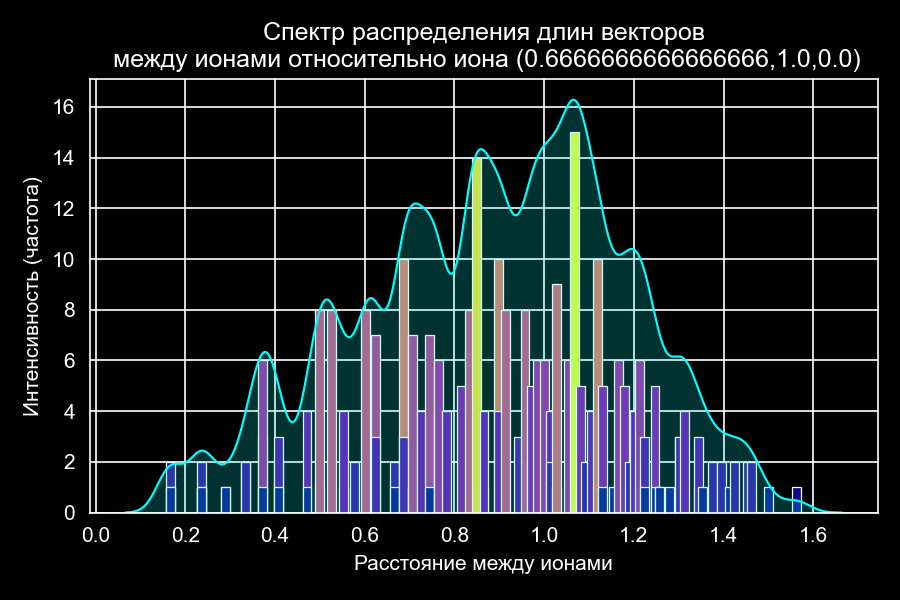 Спектр распределения длин векторов
между ионами относительно иона (0.6666666666666666,1.0,0.0)
Интенсивность (частота)
16
14
12
10
8
6
4
2
0
0.0 0.2 0.4 0.6 0.8 1.0 1.2 1.4 1.6
Расстояние между ионами